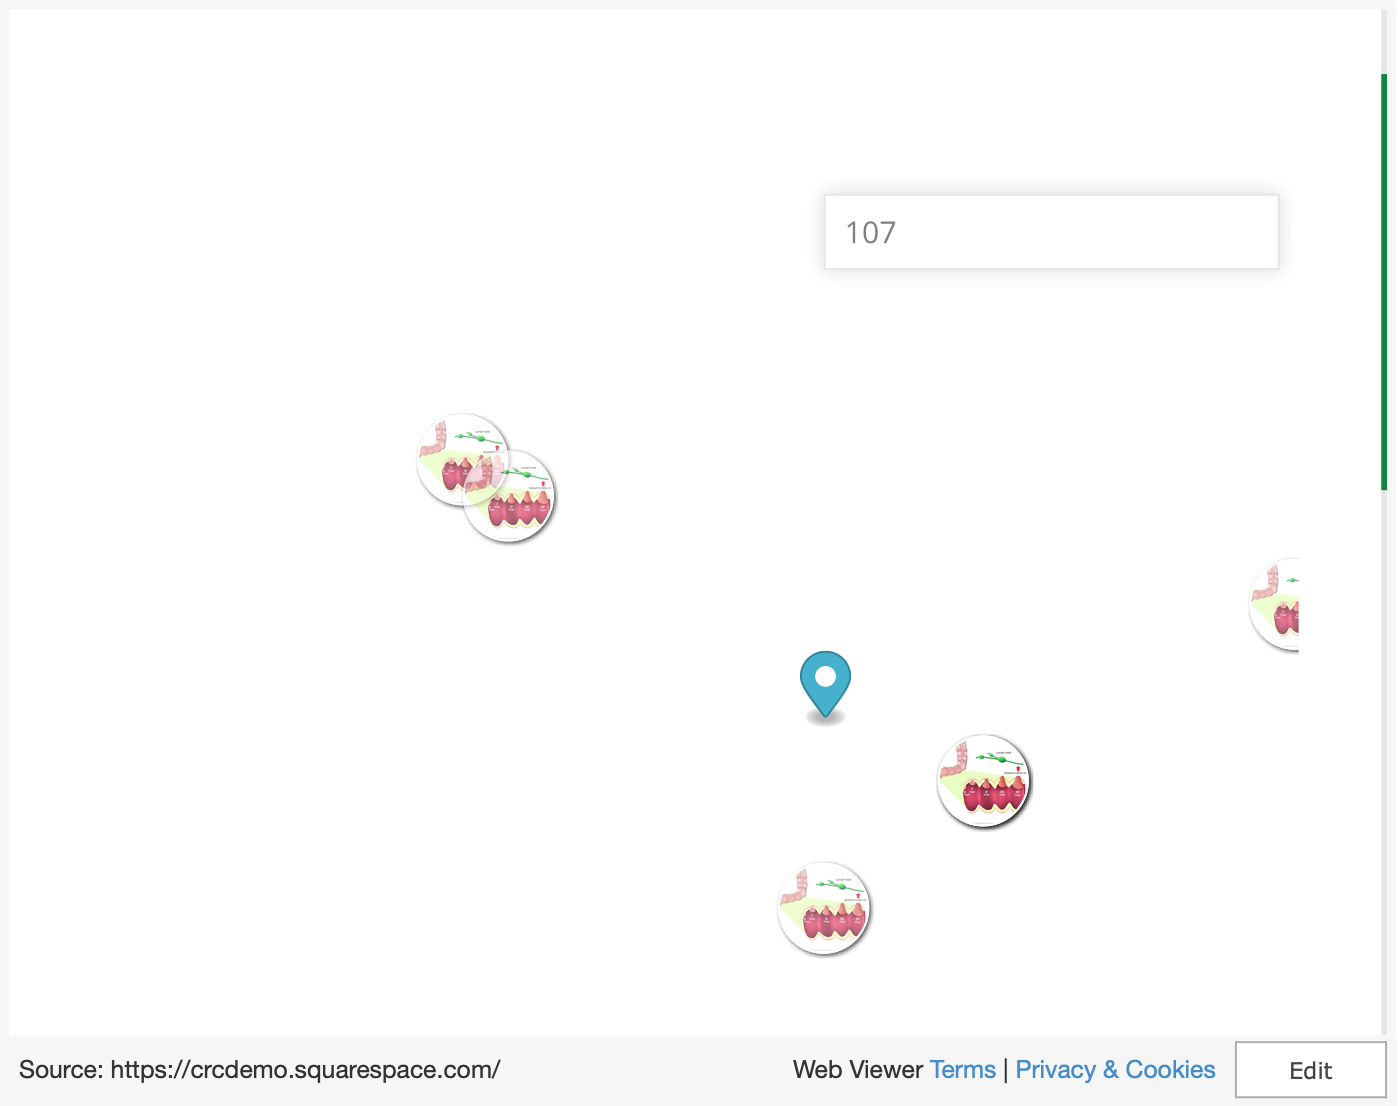 107
Source: https://crcdemo.squarespace.com/
Web Viewer Terms | Privacy & Cookies
Edit